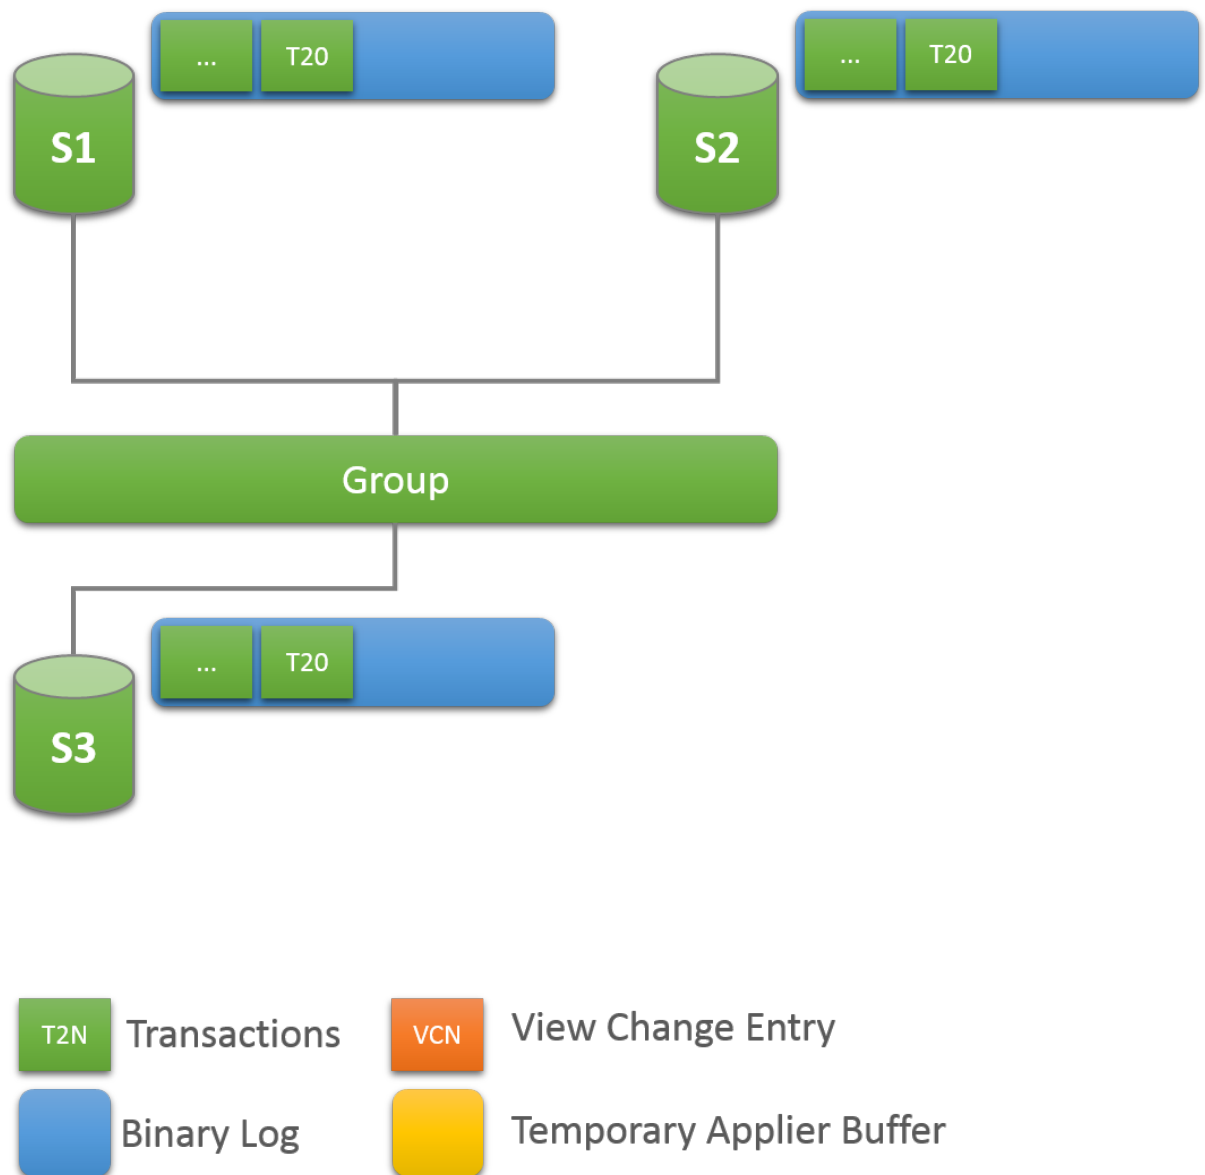 ... T20
... T20
S1
S2
Group
... T20
S3
T2N Transactions
VCN View Change Entry
Binary Log
Temporary Applier Buffer